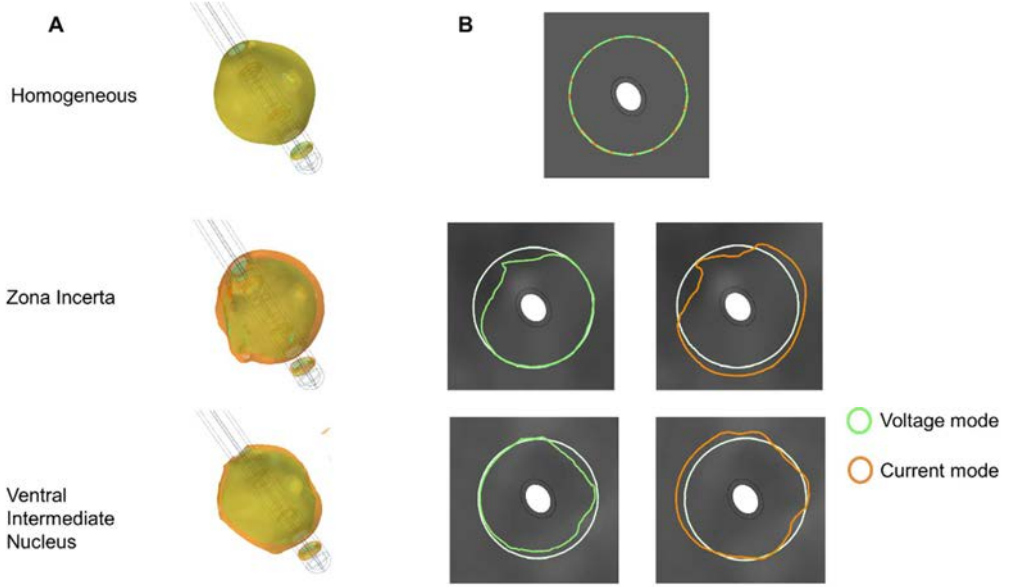 A
B
Homogeneous
Zona Incerta
Voltage mode
Current mode
Ventral
Intermediate
Nucleus